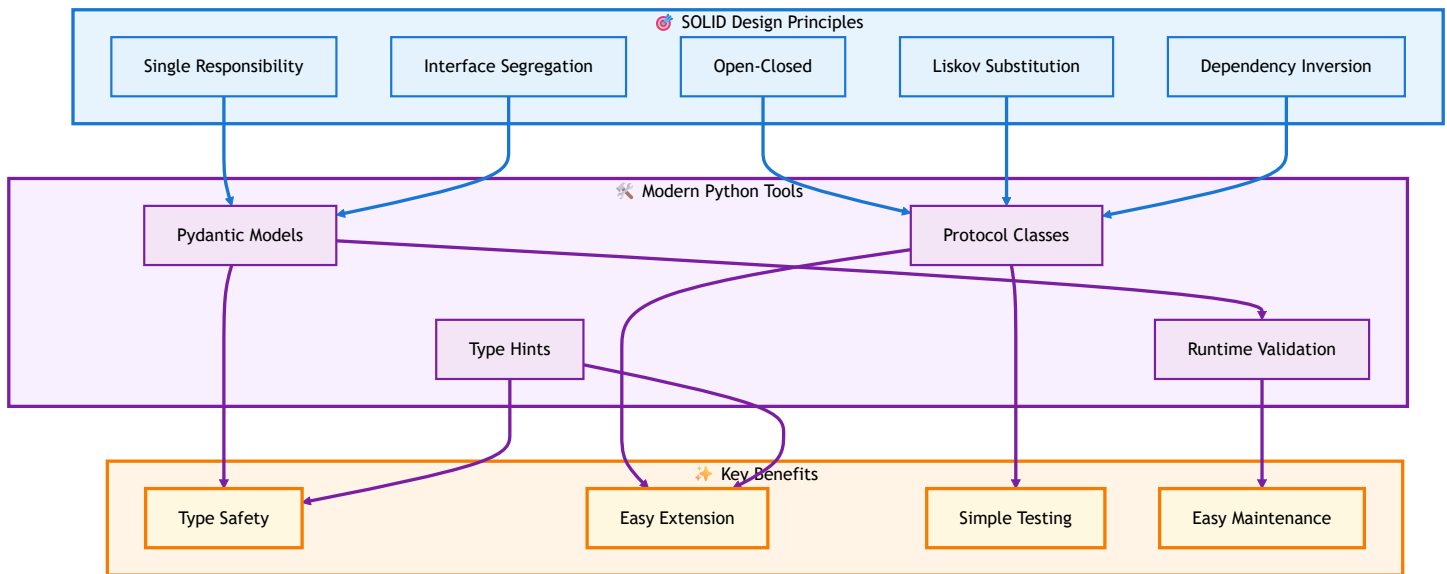 🎯 SOLID Design Principles
Single Responsibility
Interface Segregation
Open-Closed
Liskov Substitution
Dependency Inversion
🛠️ Modern Python Tools
Pydantic Models
Protocol Classes
Type Hints
Runtime Validation
✨ Key Benefits
Type Safety
Easy Extension
Simple Testing
Easy Maintenance